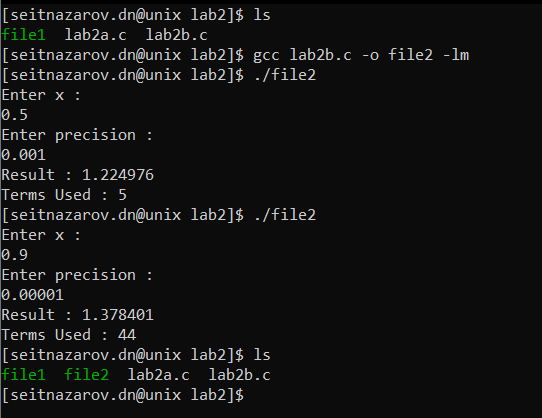 [seitnazarov.dn@unix lab2]$ ls
file1  lab2a.c  lab2b.c
[seitnazarov.dn@unix lab2]$ gcc lab2b.c -o file2 -lm
[seitnazarov.dn@unix lab2]$ ./file2
Enter x :
0.5
Enter precision :
0.001
Result : 1.224976
Terms Used : 5
[seitnazarov.dn@unix lab2]$ ./file2
Enter x :
0.9
Enter precision :
0.00001
Result : 1.378401
Terms Used : 44
[seitnazarov.dn@unix lab2]$ ls
file1  file2  lab2a.c  lab2b.c
[seitnazarov.dn@unix lab2]$